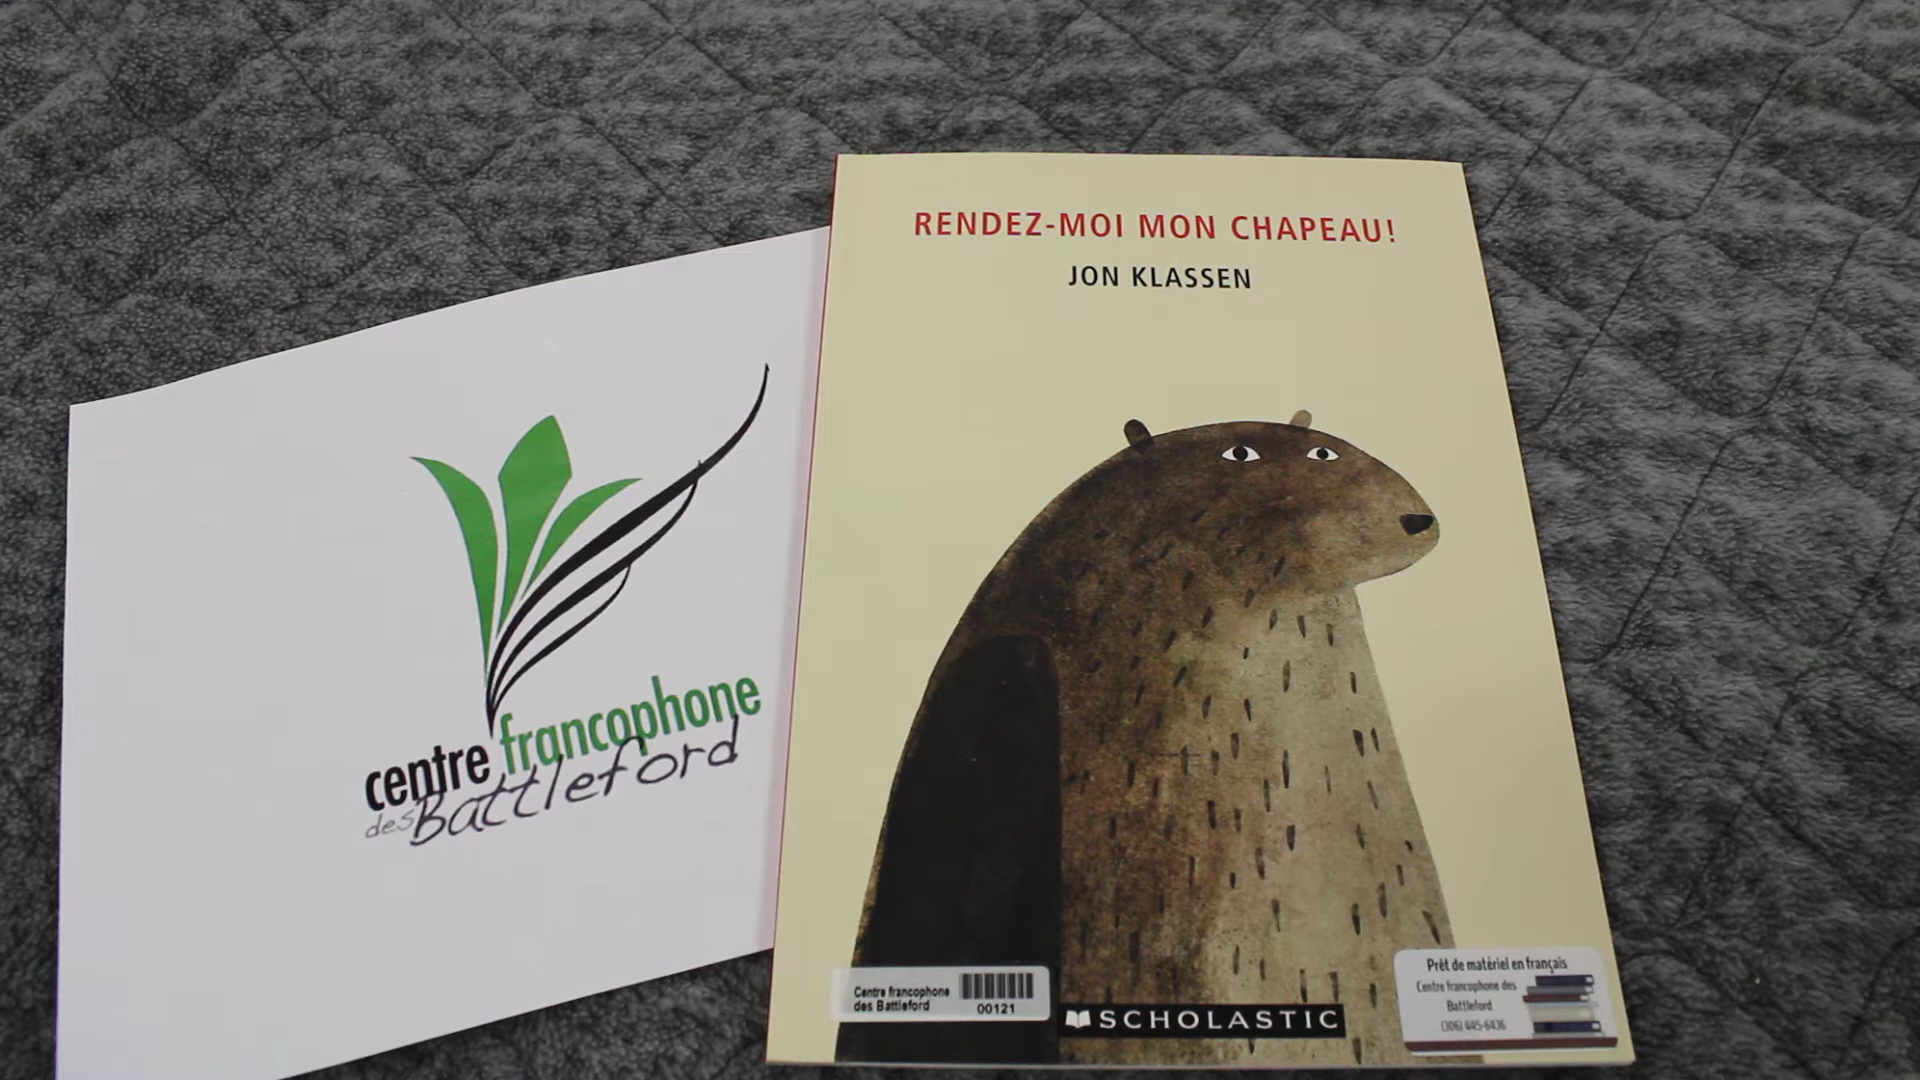 centre francophone
des Battleford
RENDEZ-MOI MON CHAPEAU!
JON KLASSEN
Centre francophone
des Battleford
00121
SCHOLASTIC
Prêt de matériel en français
Centre francophone des
Battleford
(306) 445-6436